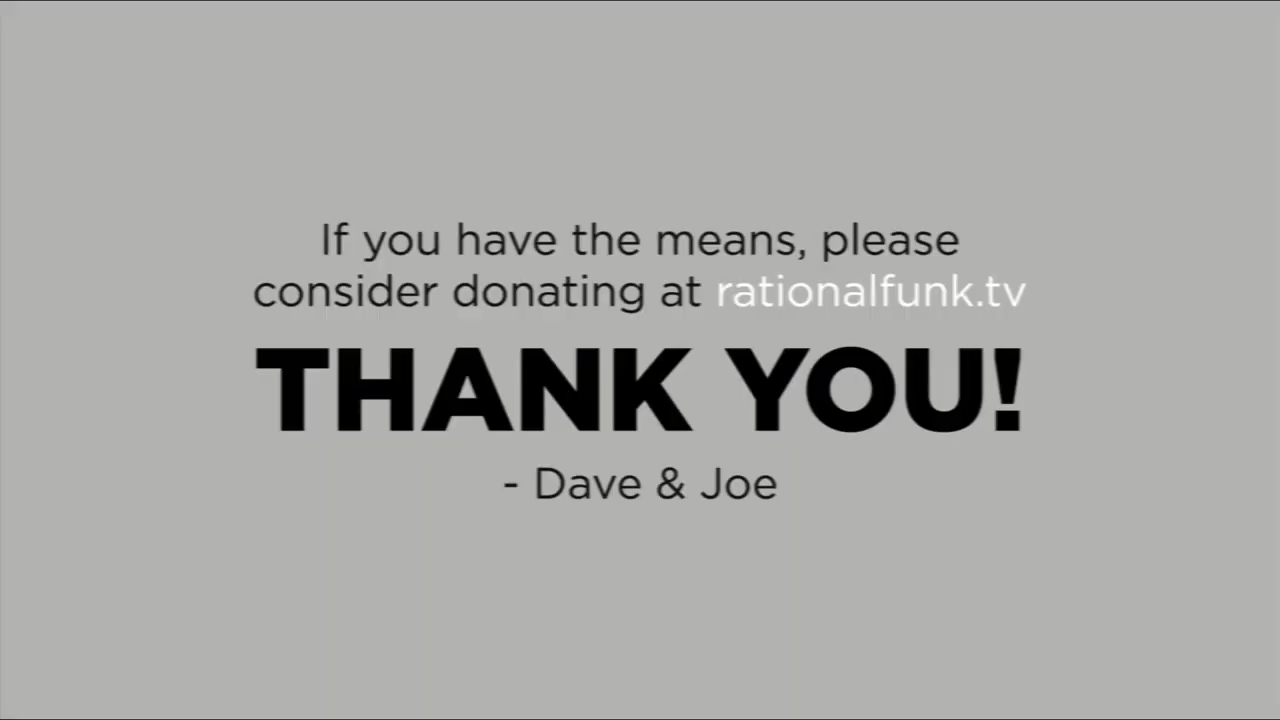 If you have the means, please
consider donating at rationalfunk.tv
THANK YOU!
- Dave & Joe